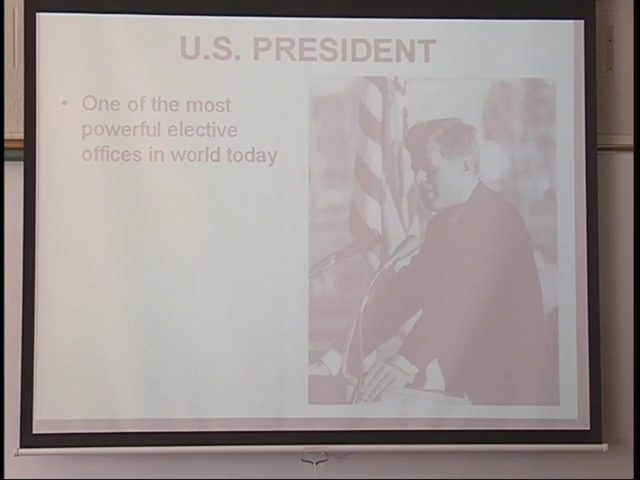 U.S. PRESIDENT
• One of the most
powerful elective
offices in world today